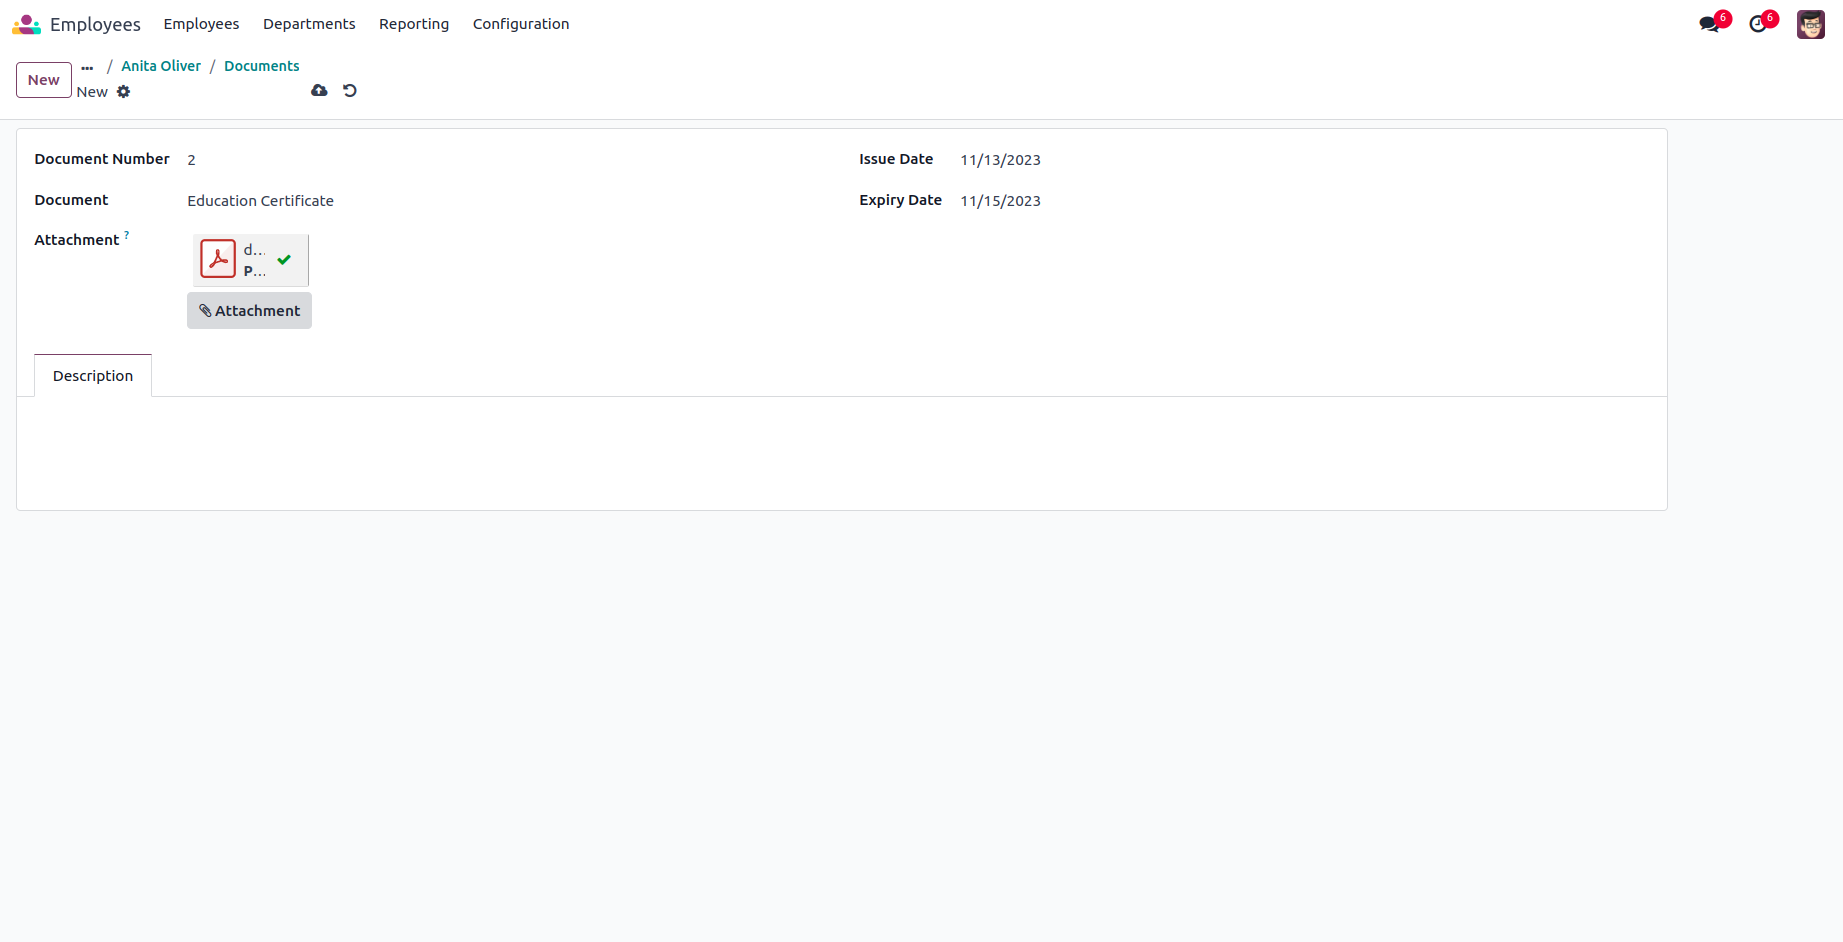 Employees Employees Departments Reporting Configuration 6 6
New ... / Anita Oliver / Documents
New
Document Number 2 Issue Date 11/13/2023
Document Education Certificate Expiry Date 11/15/2023
Attachment ?
d...
P...
Attachment
Description